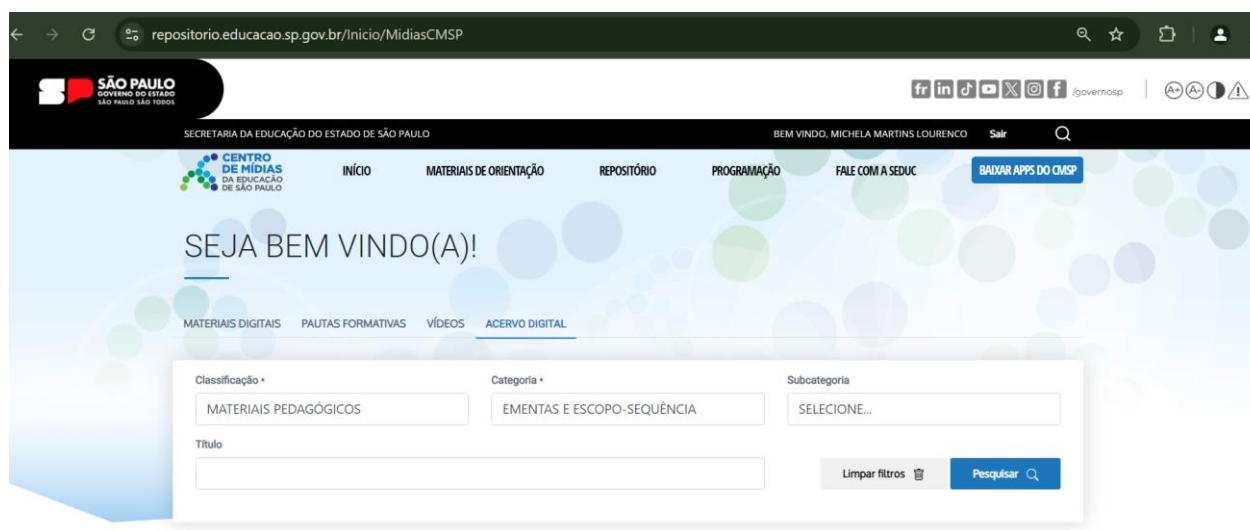 repositorio.educacao.sp.gov.br/Inicio/MidiasCMSP
SÃO PAULO
GOVERNO DO ESTADO
SÃO PAULO SÃO TODOS
/governosp
A+ A-
SECRETARIA DA EDUCAÇÃO DO ESTADO DE SÃO PAULO BEM VINDO, MICHELA MARTINS LOURENCO Sair
CENTRO
DE MÍDIAS
DA EDUCAÇÃO
DE SÃO PAULO
INÍCIO MATERIAIS DE ORIENTAÇÃO REPOSITÓRIO PROGRAMAÇÃO FALE COM A SEDUC BAIXAR APPS DO CMSP
SEJA BEM VINDO(A)!
MATERIAIS DIGITAIS PAUTAS FORMATIVAS VÍDEOS ACERVO DIGITAL
Classificação • Categoria • Subcategoria
MATERIAIS PEDAGÓGICOS EMENTAS E ESCOPO-SEQUÊNCIA SELECIONE...
Título
Limpar filtros Pesquisar